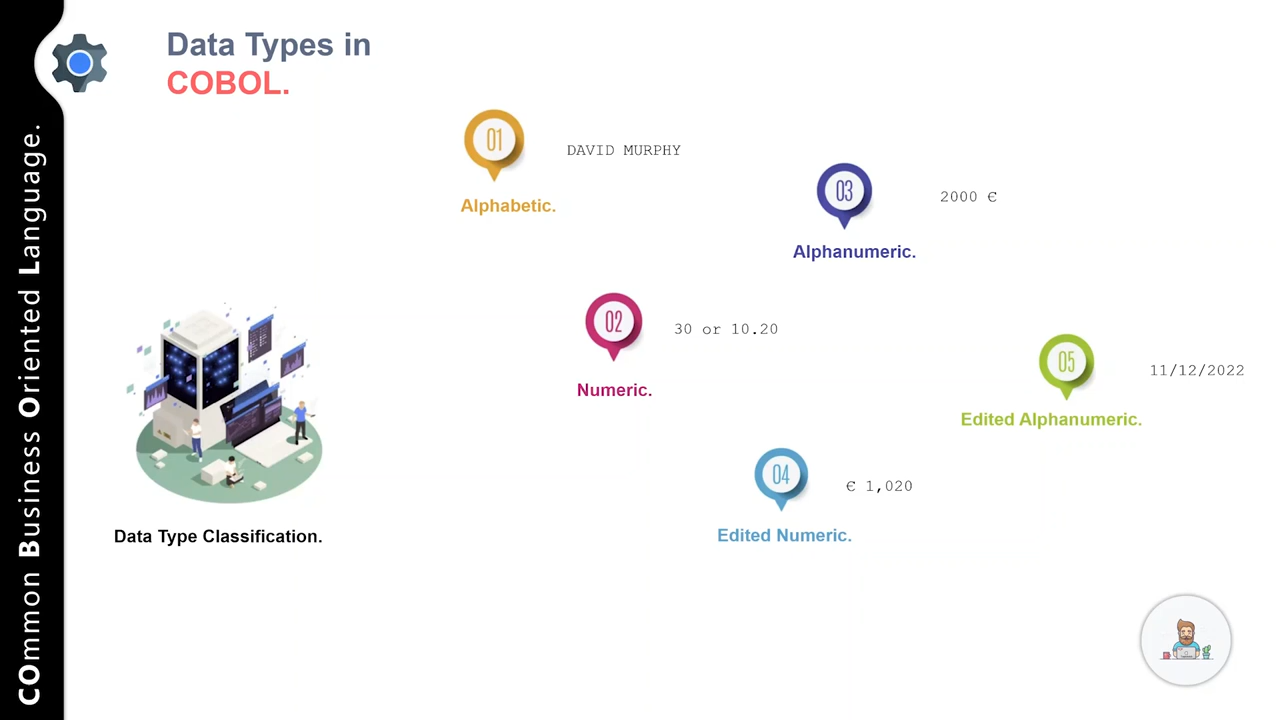 COmmon Business Oriented Language.
Data Types in
COBOL.
01
DAVID MURPHY
Alphabetic.
03
2000 €
Alphanumeric.
02
30 or 10.20
Numeric.
05
11/12/2022
Edited Alphanumeric.
04
€ 1,020
Edited Numeric.
Data Type Classification.